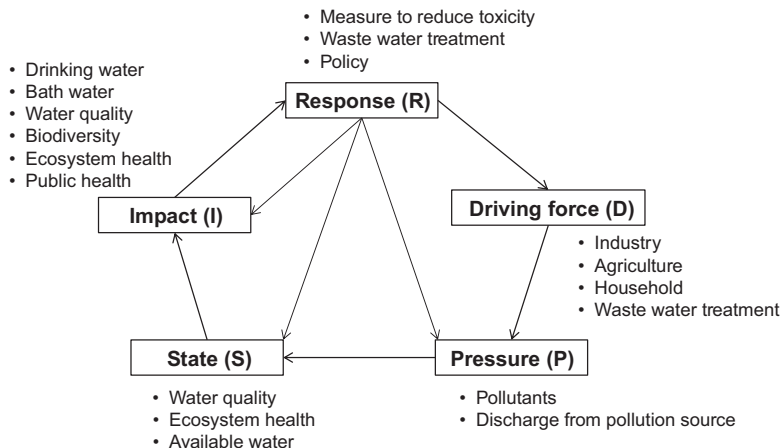 • Measure to reduce toxicity
• Waste water treatment
• Policy
• Drinking water
• Bath water
• Water quality
• Biodiversity
• Ecosystem health
• Public health
Response (R)
Impact (I)
Driving force (D)
• Industry
• Agriculture
• Household
• Waste water treatment
State (S)
Pressure (P)
• Water quality
• Ecosystem health
• Available water
• Pollutants
• Discharge from pollution source